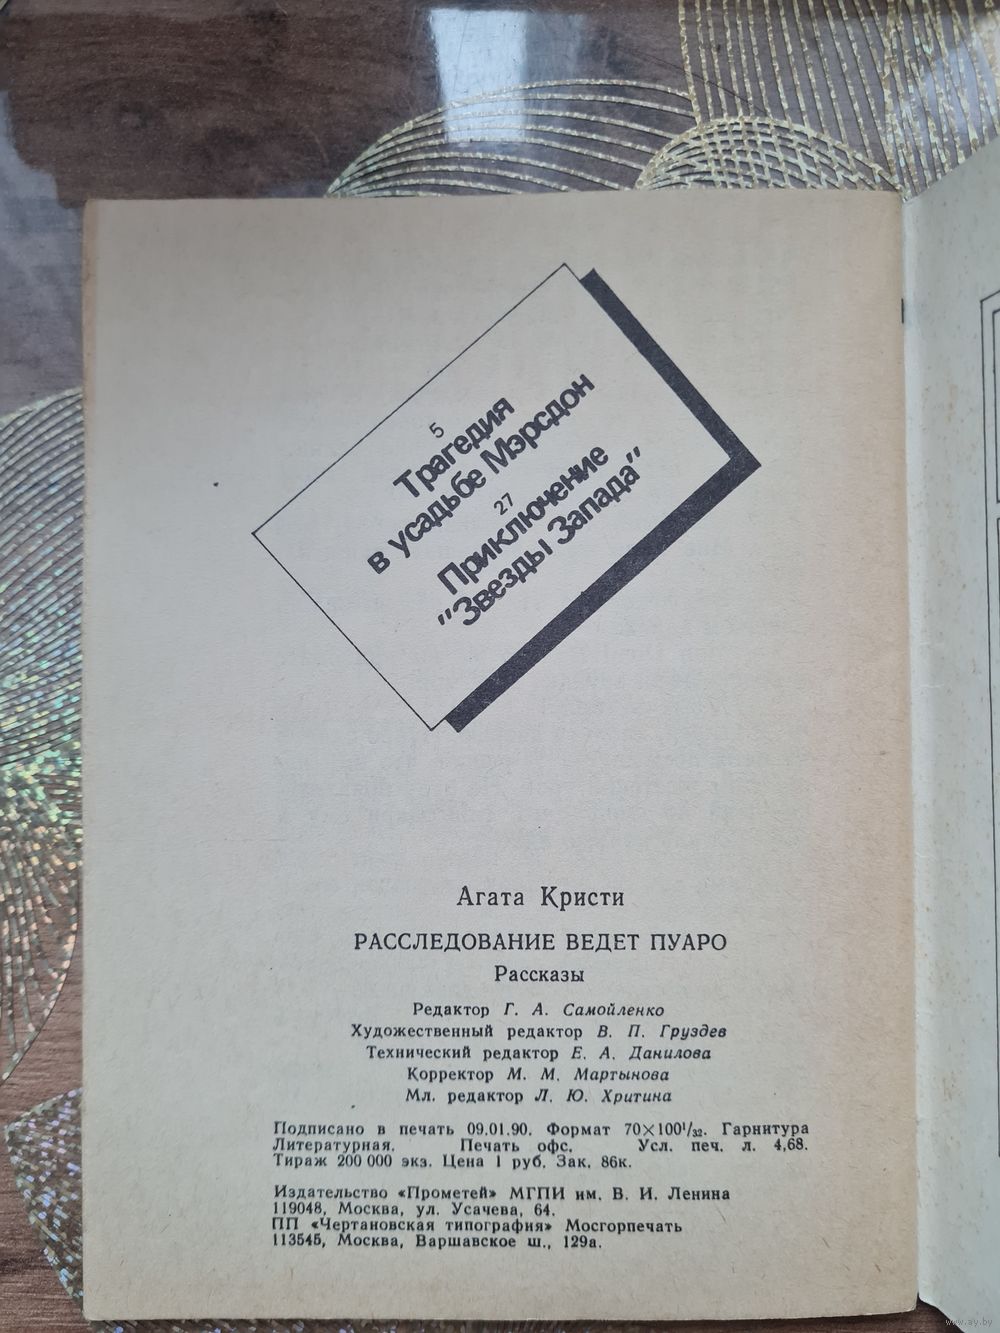 5
Трагедия
в усадьбе Мэрсдон
27
Приключение
"Звезды Запада"
Агата Кристи
РАССЛЕДОВАНИЕ ВЕДЕТ ПУАРО
Рассказы
Редактор Г. А. Самойленко
Художественный редактор В. П. Груздев
Технический редактор Е. А. Данилова
Корректор М. М. Мартынова
Мл. редактор Л. Ю. Хритина
Подписано в печать 09.01.90. Формат 70×100¹/₃₂. Гарнитура
Литературная. Печать офс. Усл. печ. л. 4,68.
Тираж 200 000 экз. Цена 1 руб. Зак. 86к.
Издательство «Прометей» МГПИ им. В. И. Ленина
119048, Москва, ул. Усачева, 64.
ПП «Чертановская типография» Мосгорпечать
113545, Москва, Варшавское ш., 129а.
www.ay.by